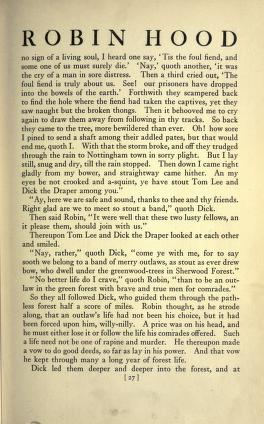 ROBIN HOOD
no sign of a living soul, I heard one say, 'Tis the foul fiend, and
some one of us must surely die.' 'Nay,' quoth another, 'it was
the cry of a man in sore distress. Then a third cried out, 'The
foul fiend is truly about us. See! our prisoners have dropped
into the bowels of the earth.' Forthwith they scampered back
to find the hole where the fiend had taken the captives, yet they
saw naught but the broken thongs. Then it behooved me to cry
again to draw them away from following in thy tracks. So back
they came to the tree, more bewildered than ever. Oh! how sore
I pined to send a shaft among their addled pates, but that would
end me, quoth I. With that the storm broke, and off they trudged
through the rain to Nottingham town in sorry plight. But I lay
still, snug and dry, till the rain stopped. Then down I came right
gladly from my bower, and straightway came hither. An my
eyes be not crooked and a-squint, ye have stout Tom Lee and
Dick the Draper among you."
"Ay, here we are safe and sound, thanks to thee and thy friends.
Right glad are we to meet so stout a band," quoth Dick.
Then said Robin, "It were well that these two lusty fellows, an
it please them, should join with us."
Thereupon Tom Lee and Dick the Draper looked at each other
and smiled.
"Nay, rather," quoth Dick, "come ye with me, for to say
sooth we belong to a band of merry outlaws, as stout as ever drew
bow, who dwell under the greenwood-trees in Sherwood Forest."
"No better life do I crave," quoth Robin, "than to be an out-
law in the green forest with brave and true men for comrades."
So they all followed Dick, who guided them through the path-
less forest half a score of miles. Robin thought, as he strode
along, that an outlaw's life had not been his choice, but it had
been forced upon him, willy-nilly. A price was on his head, and
he must either lose it or follow the life his comrades offered. Such
a life need not be one of rapine and murder. He thereupon made
a vow to do good deeds, so far as lay in his power. And that vow
he kept through many a long year of forest life.
Dick led them deeper and deeper into the forest, and at
[27]